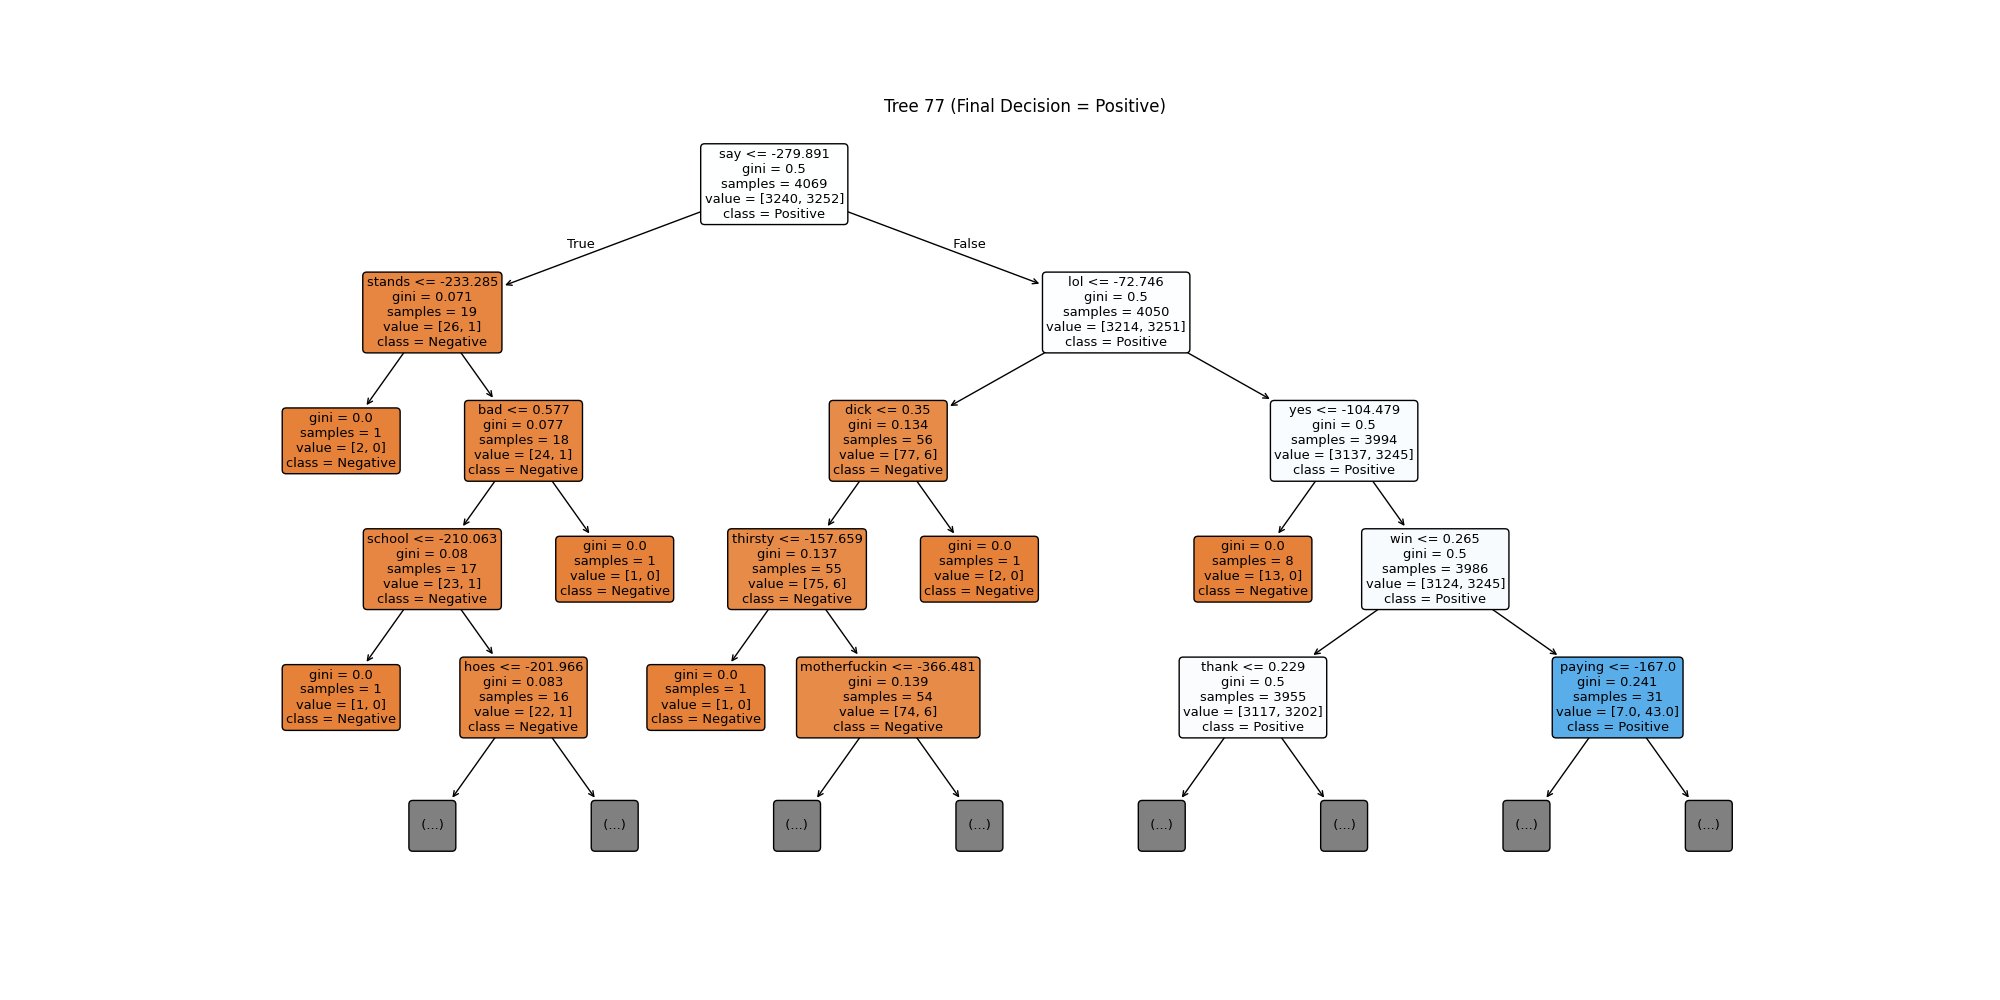 Tree 77 (Final Decision = Positive)
say <= -279.891
gini = 0.5
samples = 4069
value = [3240, 3252]
class = Positive
True
False
stands <= -233.285
gini = 0.071
samples = 19
value = [26, 1]
class = Negative
lol <= -72.746
gini = 0.5
samples = 4050
value = [3214, 3251]
class = Positive
gini = 0.0
samples = 1
value = [2, 0]
class = Negative
bad <= 0.577
gini = 0.077
samples = 18
value = [24, 1]
class = Negative
dick <= 0.35
gini = 0.134
samples = 56
value = [77, 6]
class = Negative
yes <= -104.479
gini = 0.5
samples = 3994
value = [3137, 3245]
class = Positive
school <= -210.063
gini = 0.08
samples = 17
value = [23, 1]
class = Negative
gini = 0.0
samples = 1
value = [1, 0]
class = Negative
thirsty <= -157.659
gini = 0.137
samples = 55
value = [75, 6]
class = Negative
gini = 0.0
samples = 1
value = [2, 0]
class = Negative
gini = 0.0
samples = 8
value = [13, 0]
class = Negative
win <= 0.265
gini = 0.5
samples = 3986
value = [3124, 3245]
class = Positive
gini = 0.0
samples = 1
value = [1, 0]
class = Negative
hoes <= -201.966
gini = 0.083
samples = 16
value = [22, 1]
class = Negative
gini = 0.0
samples = 1
value = [1, 0]
class = Negative
motherfuckin <= -366.481
gini = 0.139
samples = 54
value = [74, 6]
class = Negative
thank <= 0.229
gini = 0.5
samples = 3955
value = [3117, 3202]
class = Positive
paying <= -167.0
gini = 0.241
samples = 31
value = [7.0, 43.0]
class = Positive
(...)
(...)
(...)
(...)
(...)
(...)
(...)
(...)